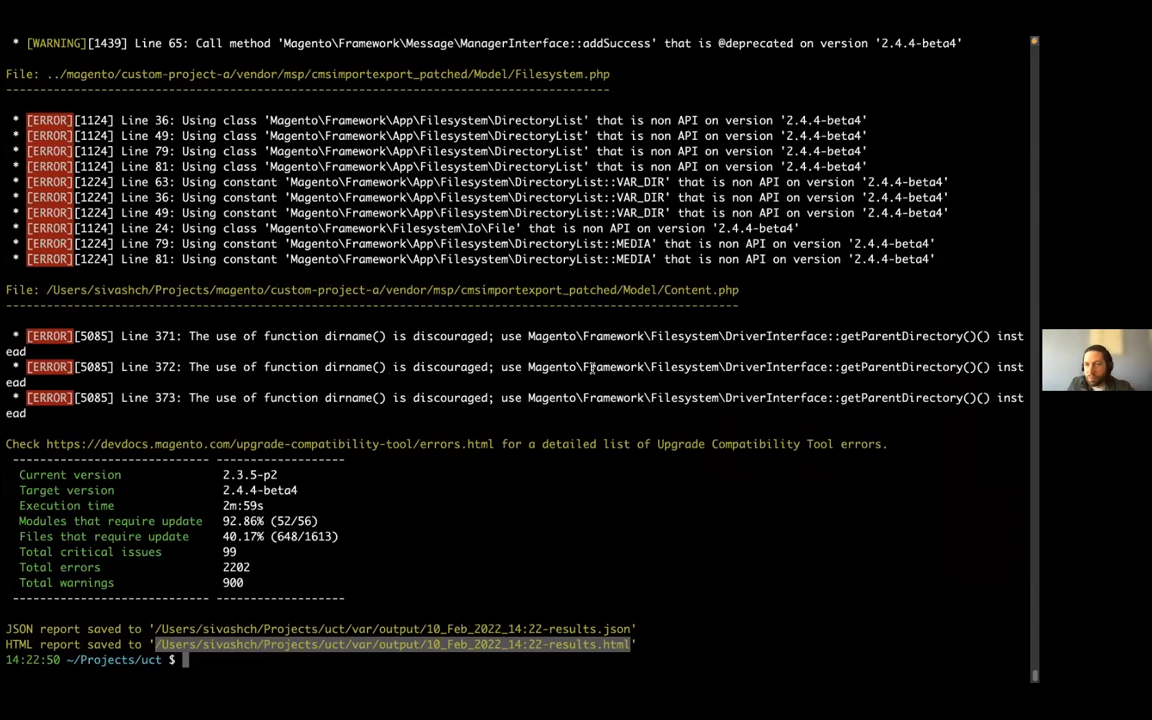 * [WARNING][1439] Line 65: Call method 'Magento\Framework\Message\ManagerInterface::addSuccess' that is @deprecated on version '2.4.4-beta4'
File: ../magento/custom-project-a/vendor/msp/cmsimportexport_patched/Model/Filesystem.php
--------------------------------------------------------------------------------------
* [ERROR][1124] Line 36: Using class 'Magento\Framework\App\Filesystem\DirectoryList' that is non API on version '2.4.4-beta4'
* [ERROR][1124] Line 49: Using class 'Magento\Framework\App\Filesystem\DirectoryList' that is non API on version '2.4.4-beta4'
* [ERROR][1124] Line 79: Using class 'Magento\Framework\App\Filesystem\DirectoryList' that is non API on version '2.4.4-beta4'
* [ERROR][1124] Line 81: Using class 'Magento\Framework\App\Filesystem\DirectoryList' that is non API on version '2.4.4-beta4'
* [ERROR][1224] Line 63: Using constant 'Magento\Framework\App\Filesystem\DirectoryList::VAR_DIR' that is non API on version '2.4.4-beta4'
* [ERROR][1224] Line 36: Using constant 'Magento\Framework\App\Filesystem\DirectoryList::VAR_DIR' that is non API on version '2.4.4-beta4'
* [ERROR][1224] Line 49: Using constant 'Magento\Framework\App\Filesystem\DirectoryList::VAR_DIR' that is non API on version '2.4.4-beta4'
* [ERROR][1124] Line 24: Using class 'Magento\Framework\Filesystem\Io\File' that is non API on version '2.4.4-beta4'
* [ERROR][1224] Line 79: Using constant 'Magento\Framework\App\Filesystem\DirectoryList::MEDIA' that is non API on version '2.4.4-beta4'
* [ERROR][1224] Line 81: Using constant 'Magento\Framework\App\Filesystem\DirectoryList::MEDIA' that is non API on version '2.4.4-beta4'
File: /Users/sivashch/Projects/magento/custom-project-a/vendor/msp/cmsimportexport_patched/Model/Content.php
---------------------------------------------------------------------------------------------------------
* [ERROR][5085] Line 371: The use of function dirname() is discouraged; use Magento\Framework\Filesystem\DriverInterface::getParentDirectory()() inst
ead
* [ERROR][5085] Line 372: The use of function dirname() is discouraged; use Magento\Framework\Filesystem\DriverInterface::getParentDirectory()() inst
ead
* [ERROR][5085] Line 373: The use of function dirname() is discouraged; use Magento\Framework\Filesystem\DriverInterface::getParentDirectory()() inst
ead
Check https://devdocs.magento.com/upgrade-compatibility-tool/errors.html for a detailed list of Upgrade Compatibility Tool errors.
---------------------------- ------------------
Current version 2.3.5-p2
Target version 2.4.4-beta4
Execution time 2m:59s
Modules that require update 92.86% (52/56)
Files that require update 40.17% (648/1613)
Total critical issues 99
Total errors 2202
Total warnings 900
---------------------------- ------------------
JSON report saved to '/Users/sivashch/Projects/uct/var/output/10_Feb_2022_14:22-results.json'
HTML report saved to '/Users/sivashch/Projects/uct/var/output/10_Feb_2022_14:22-results.html'
14:22:50 ~/Projects/uct $